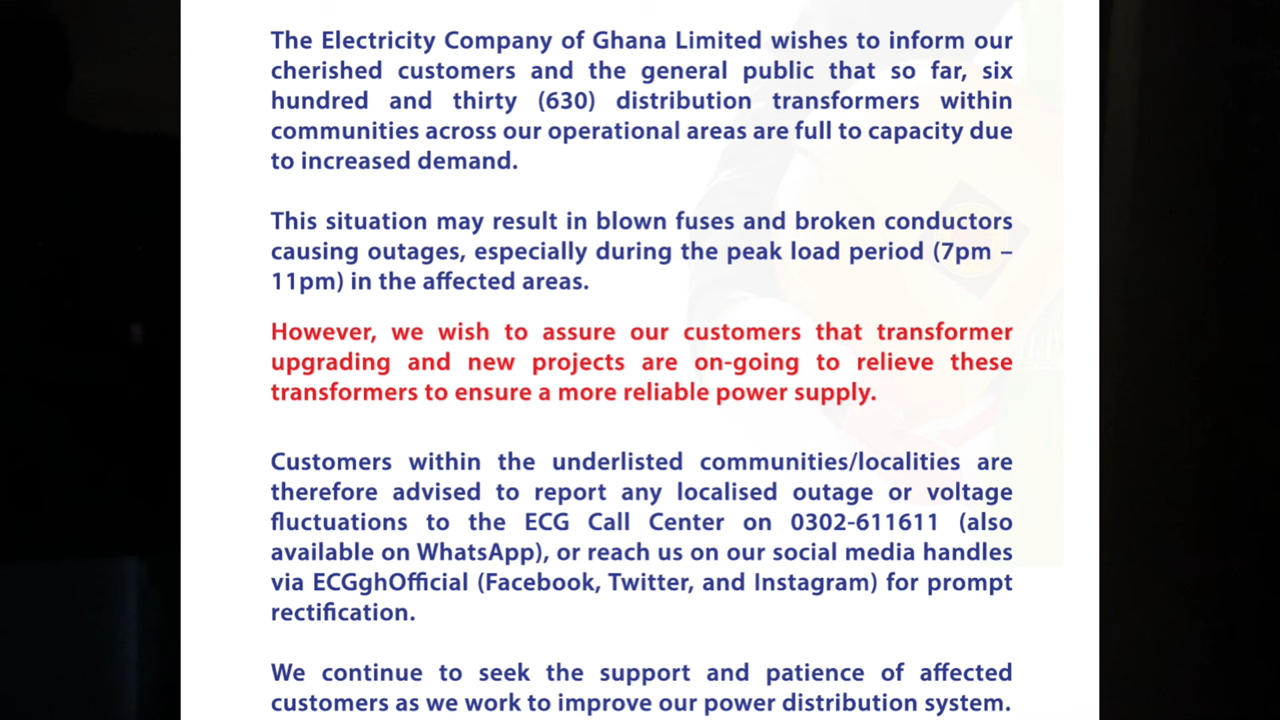 The Electricity Company of Ghana Limited wishes to inform our
cherished customers and the general public that so far, six
hundred and thirty (630) distribution transformers within
communities across our operational areas are full to capacity due
to increased demand.
This situation may result in blown fuses and broken conductors
causing outages, especially during the peak load period (7pm –
11pm) in the affected areas.
However, we wish to assure our customers that transformer
upgrading and new projects are on-going to relieve these
transformers to ensure a more reliable power supply.
Customers within the underlisted communities/localities are
therefore advised to report any localised outage or voltage
fluctuations to the ECG Call Center on 0302-611611 (also
available on WhatsApp), or reach us on our social media handles
via ECGghOfficial (Facebook, Twitter, and Instagram) for prompt
rectification.
We continue to seek the support and patience of affected
customers as we work to improve our power distribution system.